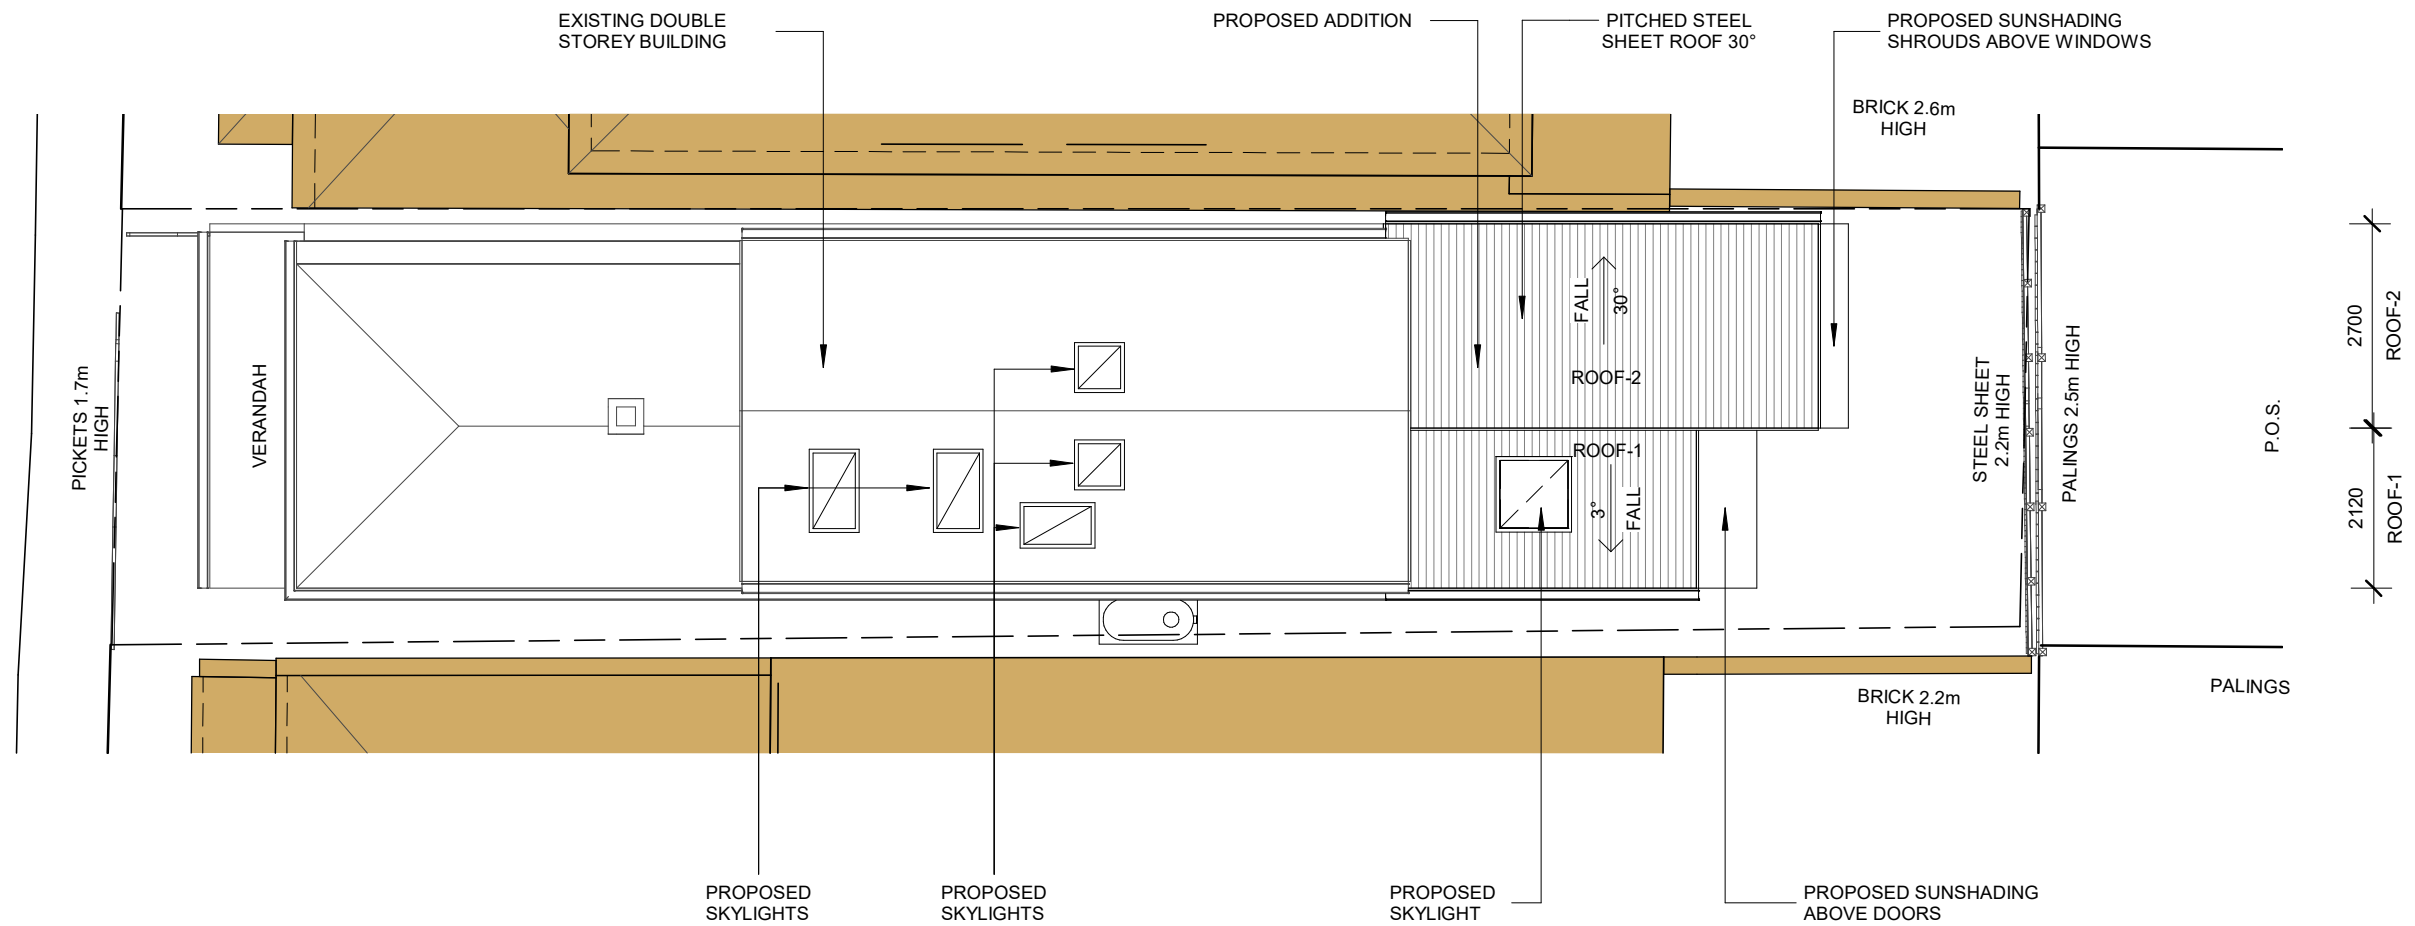 EXISTING DOUBLE
STOREY BUILDING
PROPOSED ADDITION
PITCHED STEEL
SHEET ROOF 30°
PROPOSED SUNSHADING
SHROUDS ABOVE WINDOWS
BRICK 2.6m
HIGH
PICKETS 1.7m
HIGH
VERANDAH
FALL
30°
ROOF-2
ROOF-1
3°
FALL
STEEL SHEET
2.2m HIGH
PALINGS 2.5m HIGH
P.O.S.
2700
ROOF-2
2120
ROOF-1
PALINGS
BRICK 2.2m
HIGH
PROPOSED
SKYLIGHTS
PROPOSED
SKYLIGHTS
PROPOSED
SKYLIGHT
PROPOSED SUNSHADING
ABOVE DOORS